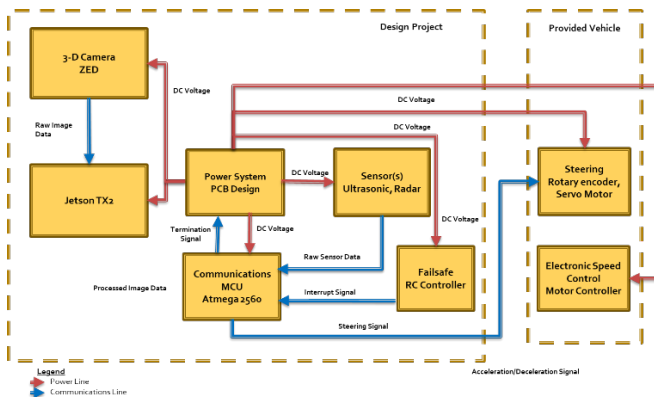 Design Project
Provided Vehicle
3-D Camera
ZED
DC Voltage
DC Voltage
Raw Image
Data
DC Voltage
Jetson TX2
Power System
PCB Design
DC Voltage
Sensor(s)
Ultrasonic, Radar
Steering
Rotary encoder,
Servo Motor
Termination
Signal
DC Voltage
DC Voltage
Raw Sensor Data
Communications
MCU
Atmega 2560
Processed Image Data
Interrupt Signal
Failsafe
RC Controller
Electronic Speed
Control
Motor Controller
Steering Signal
Legend
Power Line
Communications Line
Acceleration/Deceleration Signal